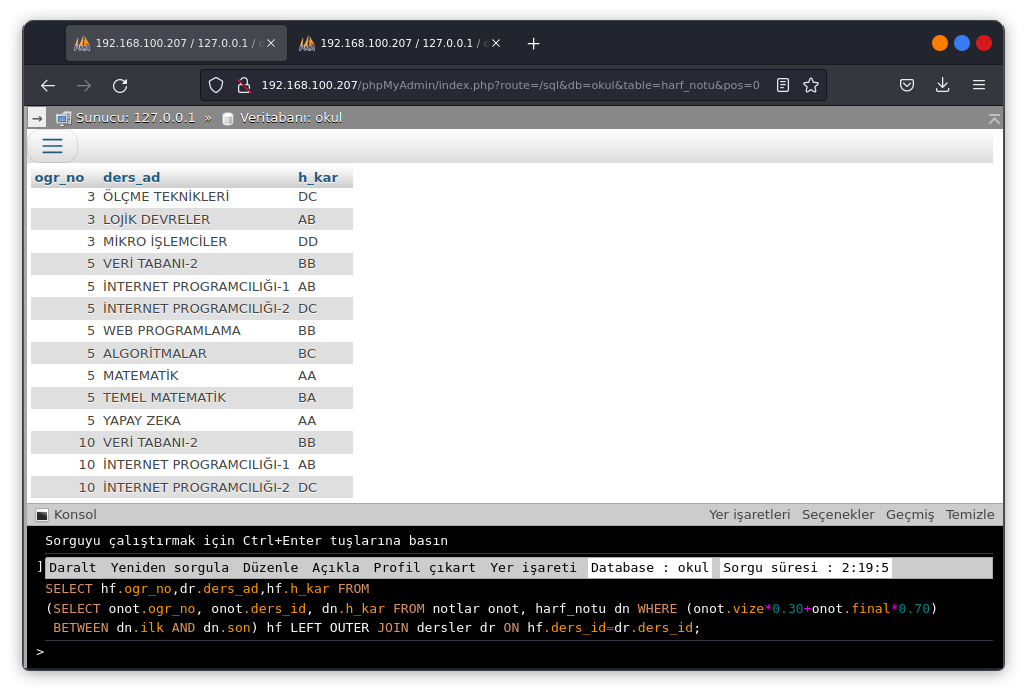 192.168.100.207 / 127.0.0.1 /
192.168.100.207 / 127.0.0.1 /
192.168.100.207/phpMyAdmin/index.php?route=/sql&db=okul&table=harf_notu&pos=0
Sunucu: 127.0.0.1 » Veritabanı: okul
ogr_no ders_ad h_kar
3 ÖLÇME TEKNİKLERİ DC
3 LOJİK DEVRELER AB
3 MİKRO İŞLEMCİLER DD
5 VERİ TABANI-2 BB
5 İNTERNET PROGRAMCILIĞI-1 AB
5 İNTERNET PROGRAMCILIĞI-2 DC
5 WEB PROGRAMLAMA BB
5 ALGORİTMALAR BC
5 MATEMATİK AA
5 TEMEL MATEMATİK BA
5 YAPAY ZEKA AA
10 VERİ TABANI-2 BB
10 İNTERNET PROGRAMCILIĞI-1 AB
10 İNTERNET PROGRAMCILIĞI-2 DC
Konsol Yer işaretleri Seçenekler Geçmiş Temizle
Sorguyu çalıştırmak için Ctrl+Enter tuşlarına basın
] Daralt Yeniden sorgula Düzenle Açıkla Profil çıkart Yer işareti Database : okul Sorgu süresi : 2:19:5
SELECT hf.ogr_no,dr.ders_ad,hf.h_kar FROM
(SELECT onot.ogr_no, onot.ders_id, dn.h_kar FROM notlar onot, harf_notu dn WHERE (onot.vize*0.30+onot.final*0.70)
BETWEEN dn.ilk AND dn.son) hf LEFT OUTER JOIN dersler dr ON hf.ders_id=dr.ders_id;
>